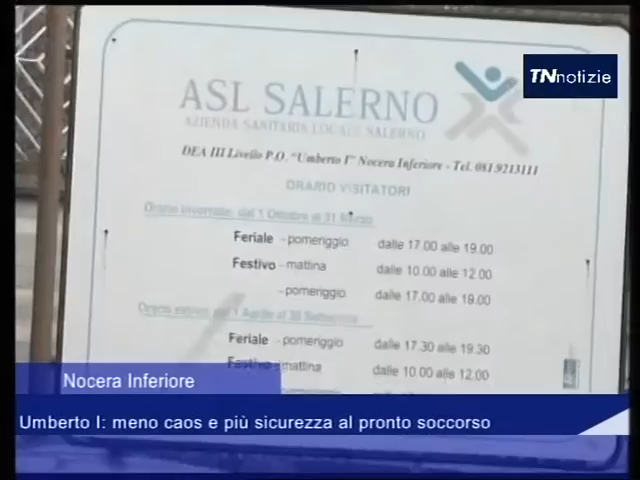 TN notizie
ASL SALERNO
AZIENDA SANITARIA LOCALE SALERNO
DEA III Livello P.O. "Umberto I" Nocera Inferiore - Tel. 081.9213111
ORARIO VISITATORI
Orario invernale: dal 1 Ottobre al 31 Marzo
Feriale - pomeriggio dalle 17.00 alle 19.00
Festivo - mattina dalle 10.00 alle 12.00
- pomeriggio dalle 17.00 alle 19.00
Orario estivo: dal 1 Aprile al 30 Settembre
Feriale - pomeriggio dalle 17.30 alle 19.30
Festivo - mattina dalle 10.00 alle 12.00
Nocera Inferiore
Umberto I: meno caos e più sicurezza al pronto soccorso